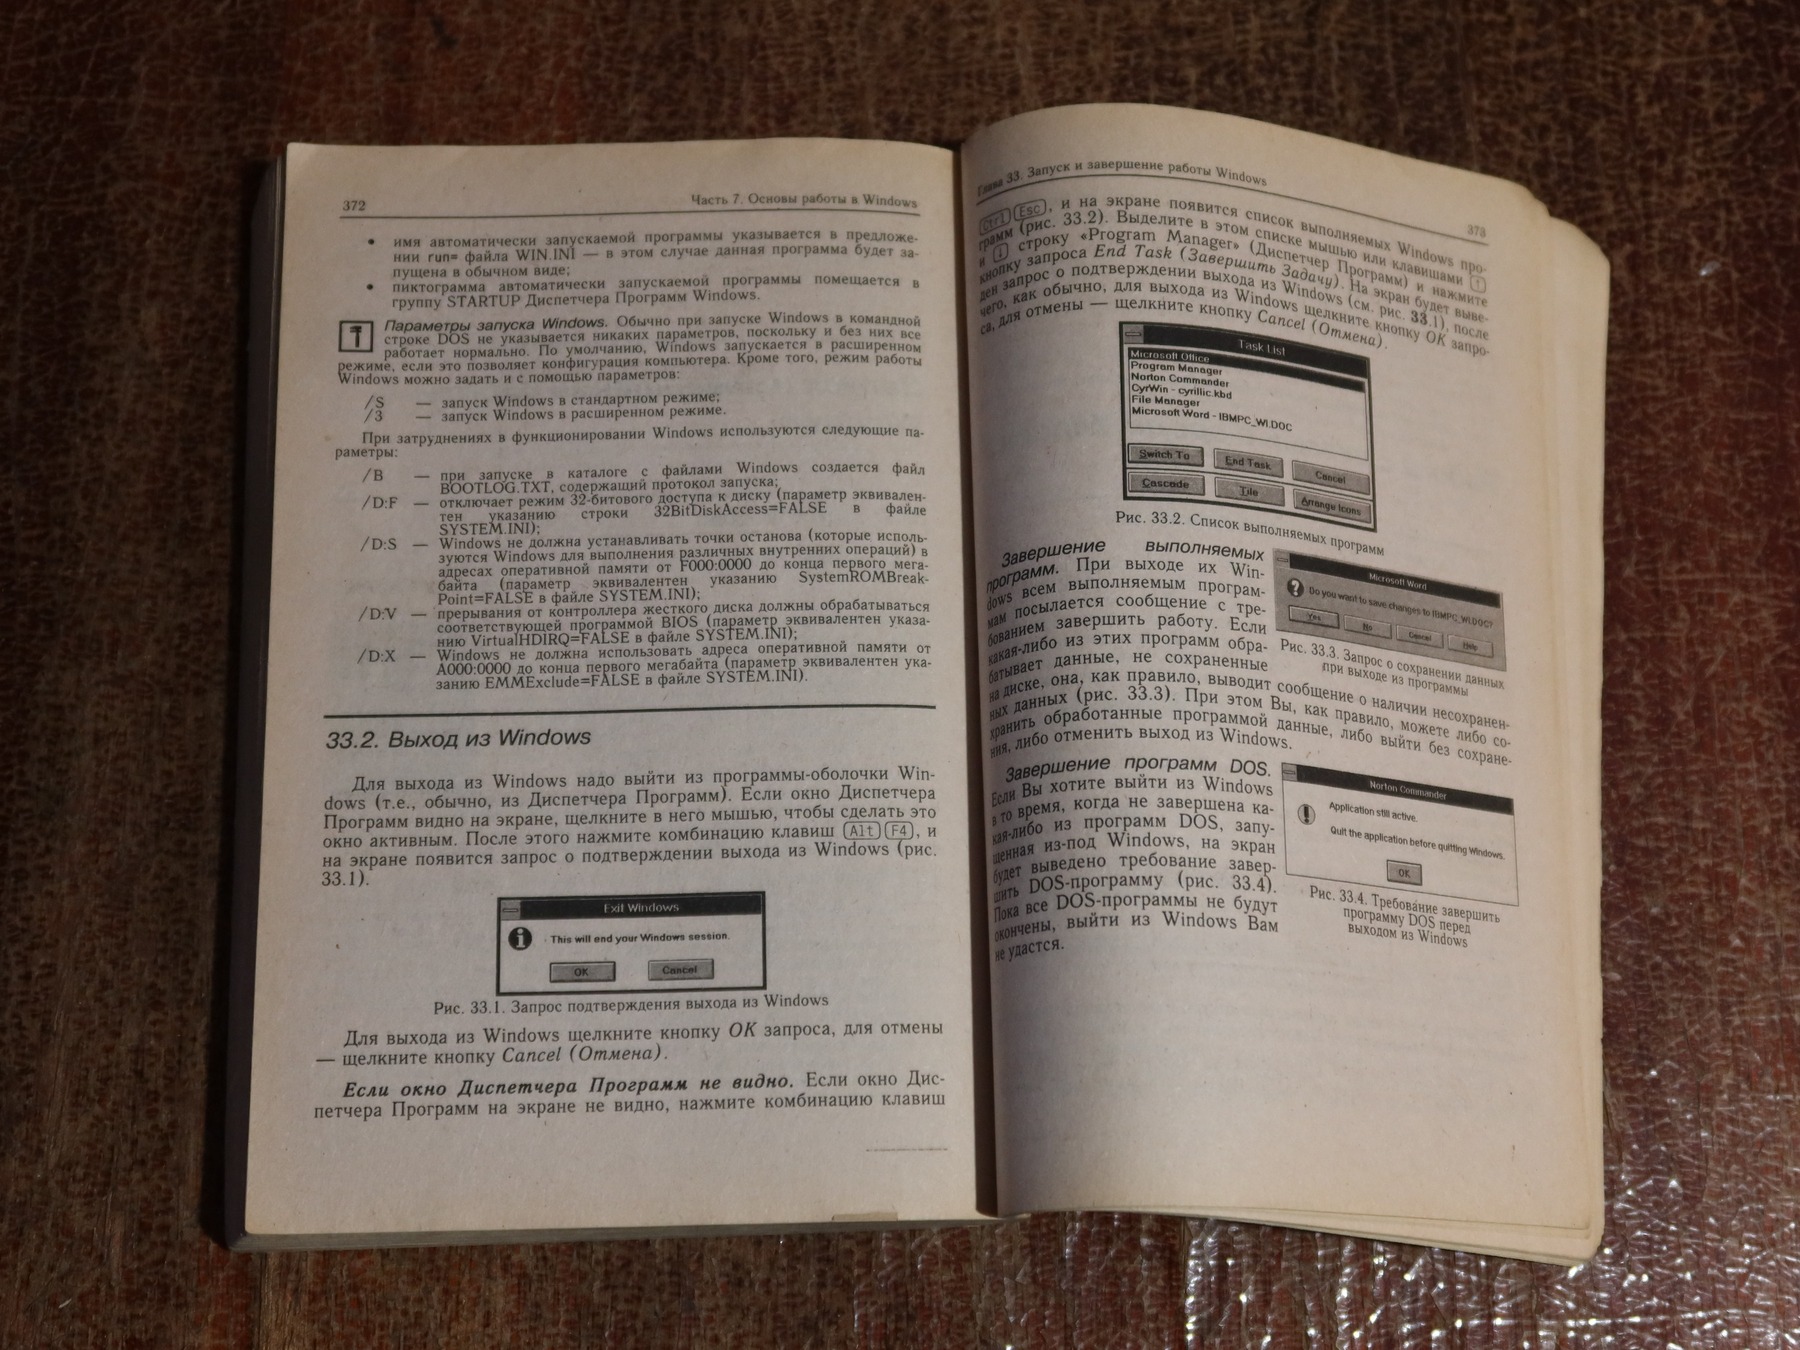 372
Часть 7. Основы работы в Windows
• имя автоматически запускаемой программы указывается в предложе-
нии run= файла WIN.INI — в этом случае данная программа будет за-
пущена в обычном виде;
• пиктограмма автоматически запускаемой программы помещается в
группу STARTUP Диспетчера Программ Windows.
Параметры запуска Windows. Обычно при запуске Windows в командной
строке DOS не указывается никаких параметров, поскольку и без них все
работает нормально. По умолчанию, Windows запускается в расширенном
режиме, если это позволяет конфигурация компьютера. Кроме того, режим работы
Windows можно задать и с помощью параметров:
/S — запуск Windows в стандартном режиме;
/3 — запуск Windows в расширенном режиме.
При затруднениях в функционировании Windows используются следующие па-
раметры:
/B — при запуске в каталоге с файлами Windows создается файл
BOOTLOG.TXT, содержащий протокол запуска;
/D:F — отключает режим 32-битового доступа к диску (параметр эквивален-
тен указанию строки 32BitDiskAccess=FALSE в файле
SYSTEM.INI);
/D:S — Windows не должна устанавливать точки останова (которые исполь-
зуются Windows для выполнения различных внутренних операций) в
адресах оперативной памяти от F000:0000 до конца первого мега-
байта (параметр эквивалентен указанию SystemROMBreak-
Point=FALSE в файле SYSTEM.INI);
/D:V — прерывания от контроллера жесткого диска должны обрабатываться
соответствующей программой BIOS (параметр эквивалентен указа-
нию VirtualHDIRQ=FALSE в файле SYSTEM.INI);
/D:X — Windows не должна использовать адреса оперативной памяти от
A000:0000 до конца первого мегабайта (параметр эквивалентен ука-
занию EMMExclude=FALSE в файле SYSTEM.INI).
33.2. Выход из Windows
Для выхода из Windows надо выйти из программы-оболочки Win-
dows (т.е., обычно, из Диспетчера Программ). Если окно Диспетчера
Программ видно на экране, щелкните в него мышью, чтобы сделать это
окно активным. После этого нажмите комбинацию клавиш Alt F4, и
на экране появится запрос о подтверждении выхода из Windows (рис.
33.1).
Exit Windows
This will end your Windows session.
OK Cancel
Рис. 33.1. Запрос подтверждения выхода из Windows
Для выхода из Windows щелкните кнопку OK запроса, для отмены
— щелкните кнопку Cancel (Отмена).
Если окно Диспетчера Программ не видно. Если окно Дис-
петчера Программ на экране не видно, нажмите комбинацию клавиш
Глава 33. Запуск и завершение работы Windows
373
Ctrl Esc, и на экране появится список выполняемых Windows про-
грамм (рис. 33.2). Выделите в этом списке мышью или клавишами ↑
и ↓ строку «Program Manager» (Диспетчер Программ) и нажмите
кнопку запроса End Task (Завершить Задачу). На экран будет выве-
ден запрос о подтверждении выхода из Windows (см. рис. 33.1), после
чего, как обычно, для выхода из Windows щелкните кнопку OK запро-
са, для отмены — щелкните кнопку Cancel (Отмена).
Task List
Microsoft Office
Program Manager
Norton Commander
CyrWin - cyrillic.kbd
File Manager
Microsoft Word - IBMPC_WI.DOC
Switch To End Task Cancel
Cascade Tile Arrange Icons
Рис. 33.2. Список выполняемых программ
Завершение выполняемых
программ. При выходе их Win-
dows всем выполняемым програм-
мам посылается сообщение с тре-
бованием завершить работу. Если
какая-либо из этих программ обра-
батывает данные, не сохраненные
на диске, она, как правило, выводит сообщение о наличии несохранен-
ных данных (рис. 33.3). При этом Вы, как правило, можете либо со-
хранить обработанные программой данные, либо выйти без сохране-
ния, либо отменить выход из Windows.
Microsoft Word
Do you want to save changes to IBMPC_WI.DOC?
Yes No Cancel Help
Рис. 33.3. Запрос о сохранении данных
при выходе из программы
Завершение программ DOS.
Если Вы хотите выйти из Windows
в то время, когда не завершена ка-
кая-либо из программ DOS, запу-
щенная из-под Windows, на экран
будет выведено требование завер-
шить DOS-программу (рис. 33.4).
Пока все DOS-программы не будут
окончены, выйти из Windows Вам
не удастся.
Norton Commander
Application still active.
Quit the application before quitting Windows.
OK
Рис. 33.4. Требование завершить
программу DOS перед
выходом из Windows